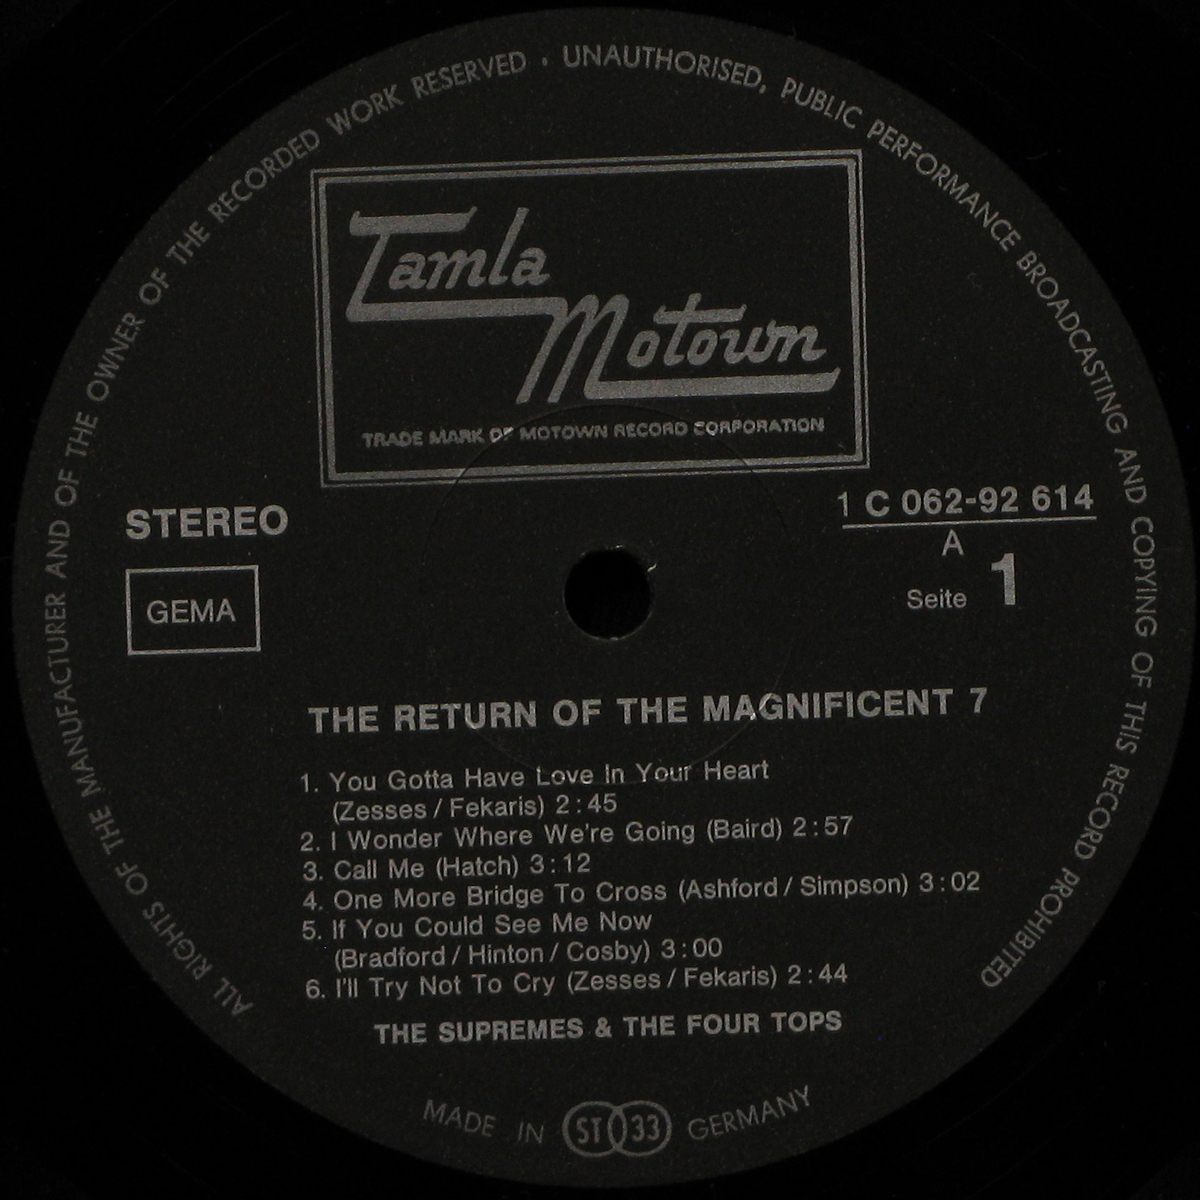 ALL RIGHTS OF THE MANUFACTURER AND OF THE OWNER OF THE RECORDED WORK RESERVED · UNAUTHORISED, PUBLIC PERFORMANCE BROADCASTING AND COPYING OF THIS RECORD PROHIBITED
Tamla
Motown
TRADE MARK OF MOTOWN RECORD CORPORATION
STEREO
GEMA
1 C 062-92 614
A
Seite 1
THE RETURN OF THE MAGNIFICENT 7
1. You Gotta Have Love In Your Heart
(Zesses / Fekaris) 2:45
2. I Wonder Where We're Going (Baird) 2:57
3. Call Me (Hatch) 3:12
4. One More Bridge To Cross (Ashford / Simpson) 3:02
5. If You Could See Me Now
(Bradford / Hinton / Cosby) 3:00
6. I'll Try Not To Cry (Zesses / Fekaris) 2:44
THE SUPREMES & THE FOUR TOPS
MADE IN ST 33 GERMANY